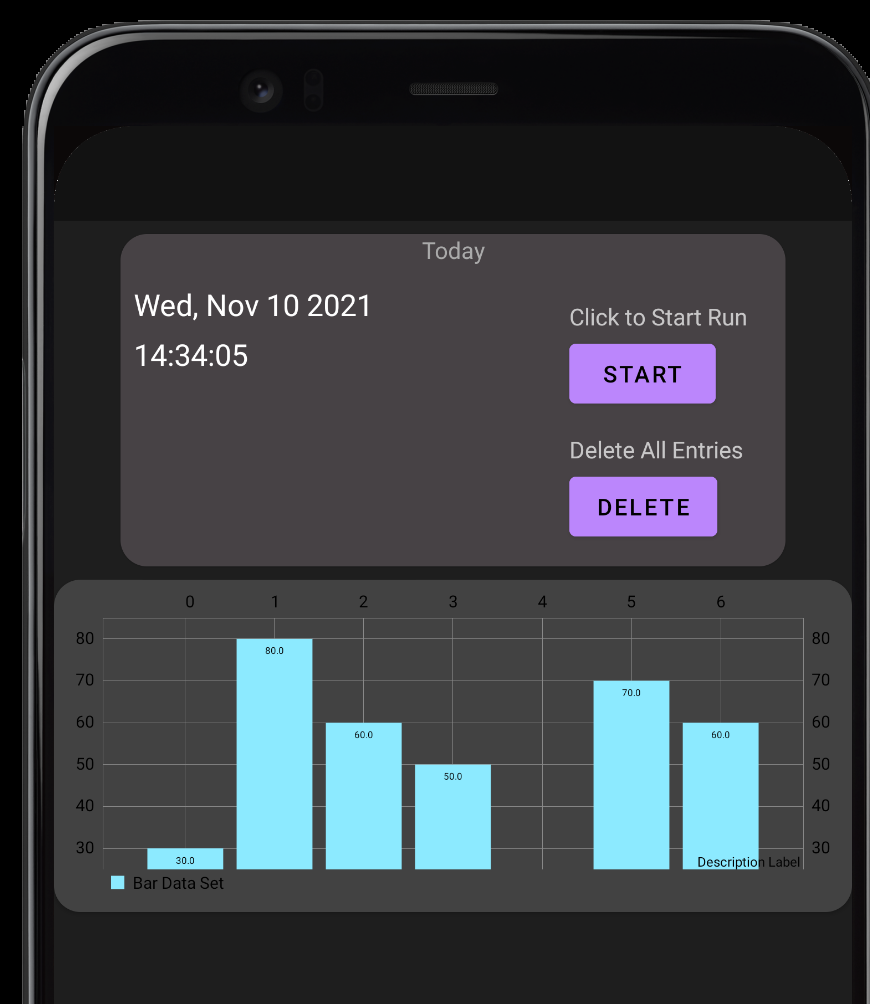 Today
Wed, Nov 10 2021
14:34:05
Click to Start Run
START
Delete All Entries
DELETE
0 1 2 3 4 5 6
80 80
80.0
70 70
70.0
60 60
60.0 60.0
50 50
50.0
40 40
30 30
30.0
Description Label
Bar Data Set